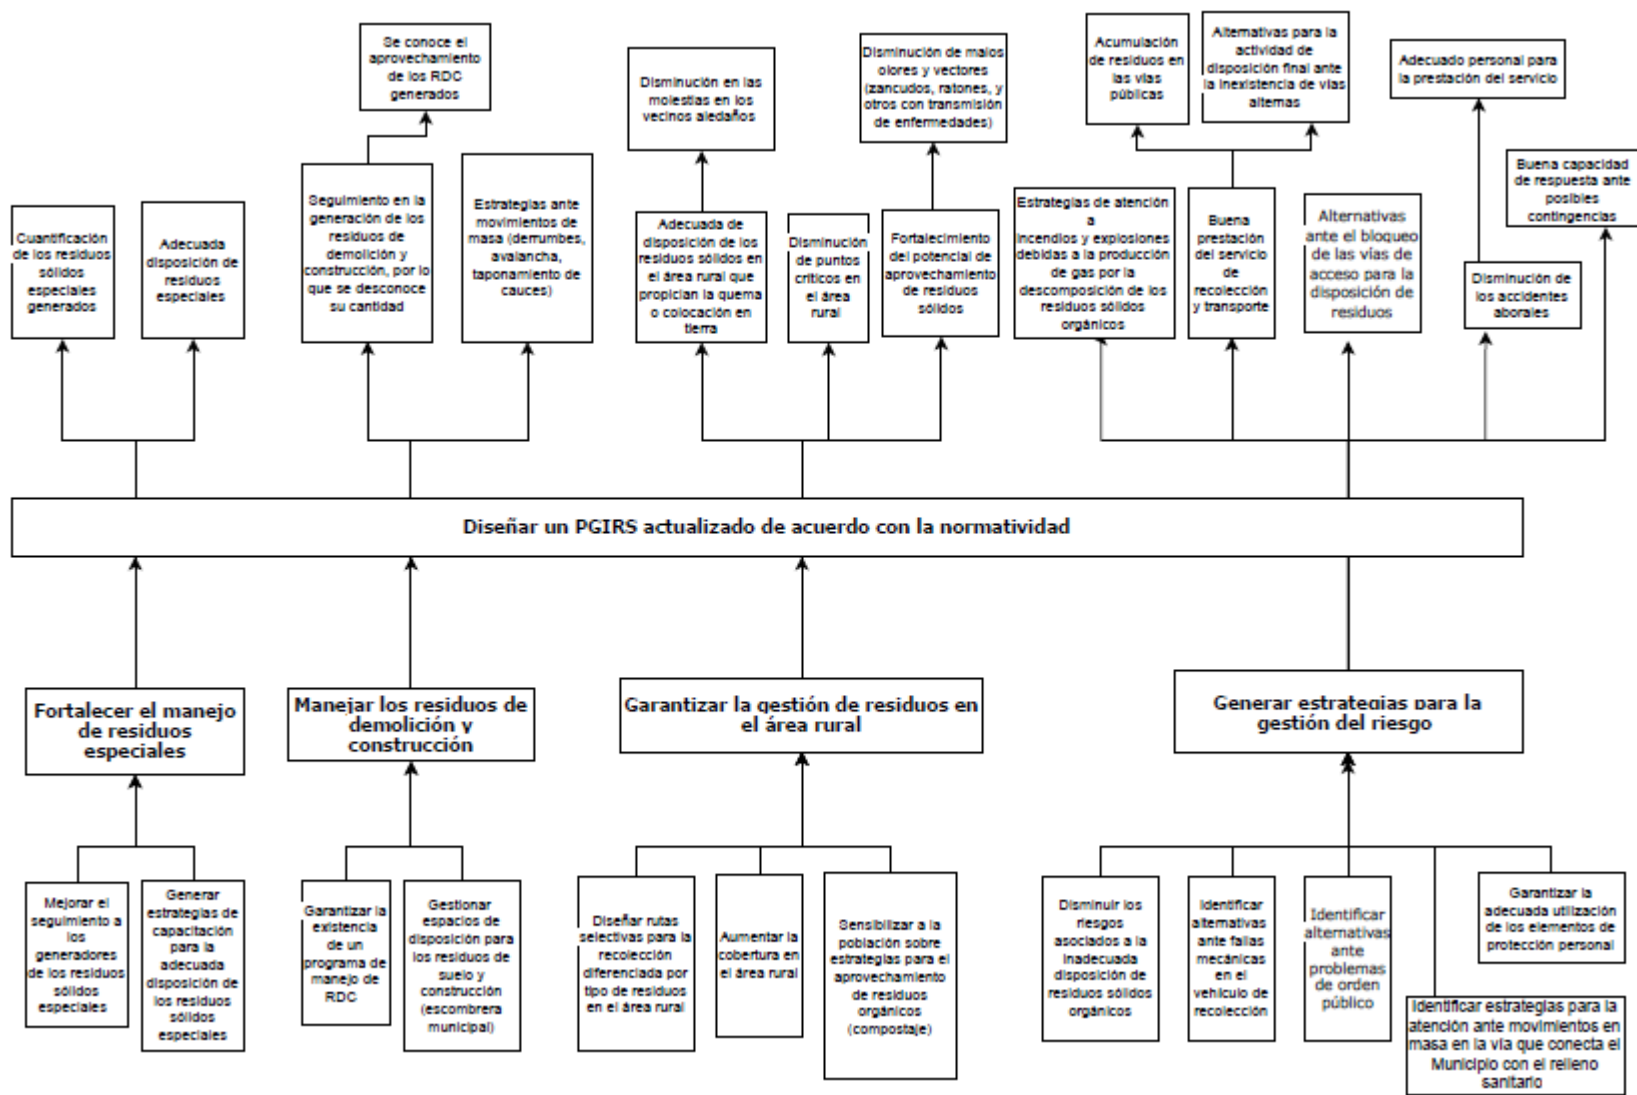 Se conoce el
aprovechamiento
de los RDC
generados
Disminución en las
molestias en los
vecinos aledaños
Disminución de malos
olores y vectores
(zancudos, ratones, y
otros con transmisión
de enfermedades)
Acumulación
de residuos en
las vías
públicas
Alternativas para la
actividad de
disposición final ante
la inexistencia de vías
alternas
Adecuado personal para
la prestación del servicio
Cuantificación
de los residuos
sólidos
especiales
generados
Adecuada
disposición de
residuos
especiales
Seguimiento en la
generación de los
residuos de
demolición y
construcción, por lo
que se desconoce
su cantidad
Estrategias ante
movimientos de
masa (derrumbes,
avalancha,
taponamiento de
cauces)
Adecuada de
disposición de los
residuos sólidos en
el área rural que
propician la quema
o colocación en
tierra
Disminución
de puntos
críticos en el
área rural
Fortalecimiento
del potencial de
aprovechamiento
de residuos
sólidos
Estrategias de atención
a
incendios y explosiones
debidas a la producción
de gas por la
descomposición de los
residuos sólidos
orgánicos
Buena
prestación
del servicio
de
recolección
y transporte
Alternativas
ante el bloqueo
de las vías de
acceso para la
disposición de
residuos
Buena capacidad
de respuesta ante
posibles
contingencias
Disminución de
los accidentes
aborales
Diseñar un PGIRS actualizado de acuerdo con la normatividad
Fortalecer el manejo
de residuos
especiales
Manejar los residuos de
demolición y
construcción
Garantizar la gestión de residuos en
el área rural
Generar estrategias para la
gestión del riesgo
Mejorar el
seguimiento a
los
generadores
de los residuos
sólidos
especiales
Generar
estrategias de
capacitación
para la
adecuada
disposición de
los residuos
sólidos
especiales
Garantizar la
existencia
de un
programa de
manejo de
RDC
Gestionar
espacios de
disposición para
los residuos de
suelo y
construcción
(escombrera
municipal)
Diseñar rutas
selectivas para la
recolección
diferenciada por
tipo de residuos
en el área rural
Aumentar la
cobertura en
el área rural
Sensibilizar a la
población sobre
estrategias para el
aprovechamiento
de residuos
orgánicos
(compostaje)
Disminuir los
riesgos
asociados a la
inadecuada
disposición de
residuos sólidos
orgánicos
Identificar
alternativas
ante fallas
mecánicas
en el
vehículo de
recolección
Identificar
alternativas
ante
problemas
de orden
público
Garantizar la
adecuada utilización
de los elementos de
protección personal
Identificar estrategias para la
atención ante movimientos en
masa en la vía que conecta el
Municipio con el relleno
sanitario